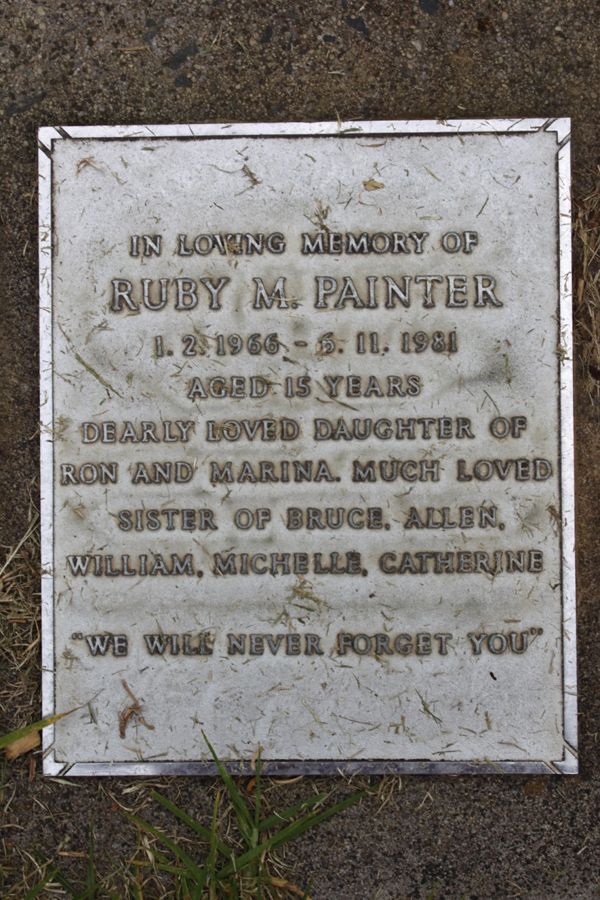 IN LOVING MEMORY OF
RUBY M. PAINTER
1. 2. 1966 - 6. 11. 1981
AGED 15 YEARS
DEARLY LOVED DAUGHTER OF
RON AND MARINA. MUCH LOVED
SISTER OF BRUCE, ALLEN,
WILLIAM, MICHELLE, CATHERINE
"WE WILL NEVER FORGET YOU"